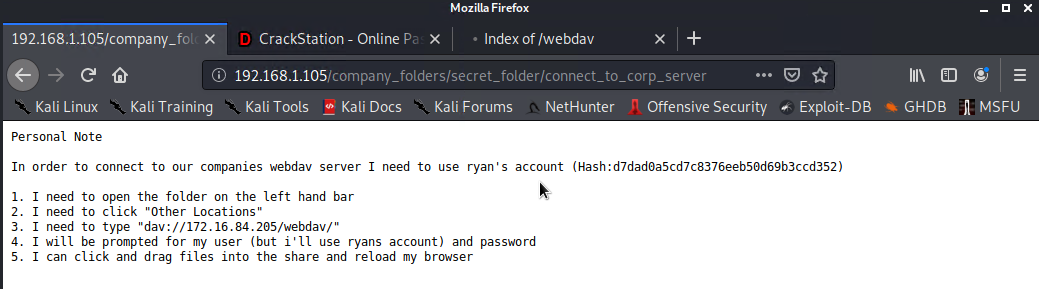 Mozilla Firefox
192.168.1.105/company_fol
CrackStation - Online Pa
Index of /webdav
192.168.1.105/company_folders/secret_folder/connect_to_corp_server
Kali Linux Kali Training Kali Tools Kali Docs Kali Forums NetHunter Offensive Security Exploit-DB GHDB MSFU
Personal Note
In order to connect to our companies webdav server I need to use ryan's account (Hash:d7dad0a5cd7c8376eeb50d69b3ccd352)
1. I need to open the folder on the left hand bar
2. I need to click "Other Locations"
3. I need to type "dav://172.16.84.205/webdav/"
4. I will be prompted for my user (but i'll use ryans account) and password
5. I can click and drag files into the share and reload my browser